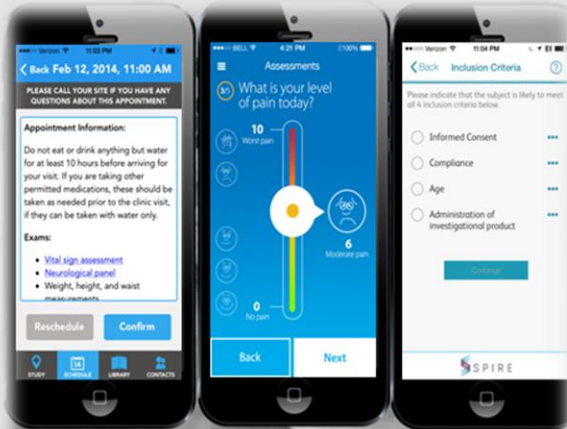 Verizon 11:03 PM
Back Feb 12, 2014, 11:00 AM
PLEASE CALL YOUR SITE IF YOU HAVE ANY
QUESTIONS ABOUT THIS APPOINTMENT.
Appointment Information:
Do not eat or drink anything but water
for at least 10 hours before arriving for
your visit. If you are taking other
permitted medications, these should be
taken as needed prior to the clinic visit,
if they can be taken with water only.
Exams:
• Vital sign assessment
• Neurological panel
• Weight, height, and waist
measurements
Reschedule Confirm
STUDY SCHEDULE LIBRARY CONTACTS
BELL 4:21 PM 100%
Assessments
What is your level
of pain today?
10
Worst pain
6
Moderate pain
0
No pain
Back Next
Verizon 11:04 PM
Back Inclusion Criteria ?
Please indicate that the subject is likely to meet
all 4 inclusion criteria below.
Informed Consent
Compliance
Age
Administration of
investigational product
Continue
SPIRE